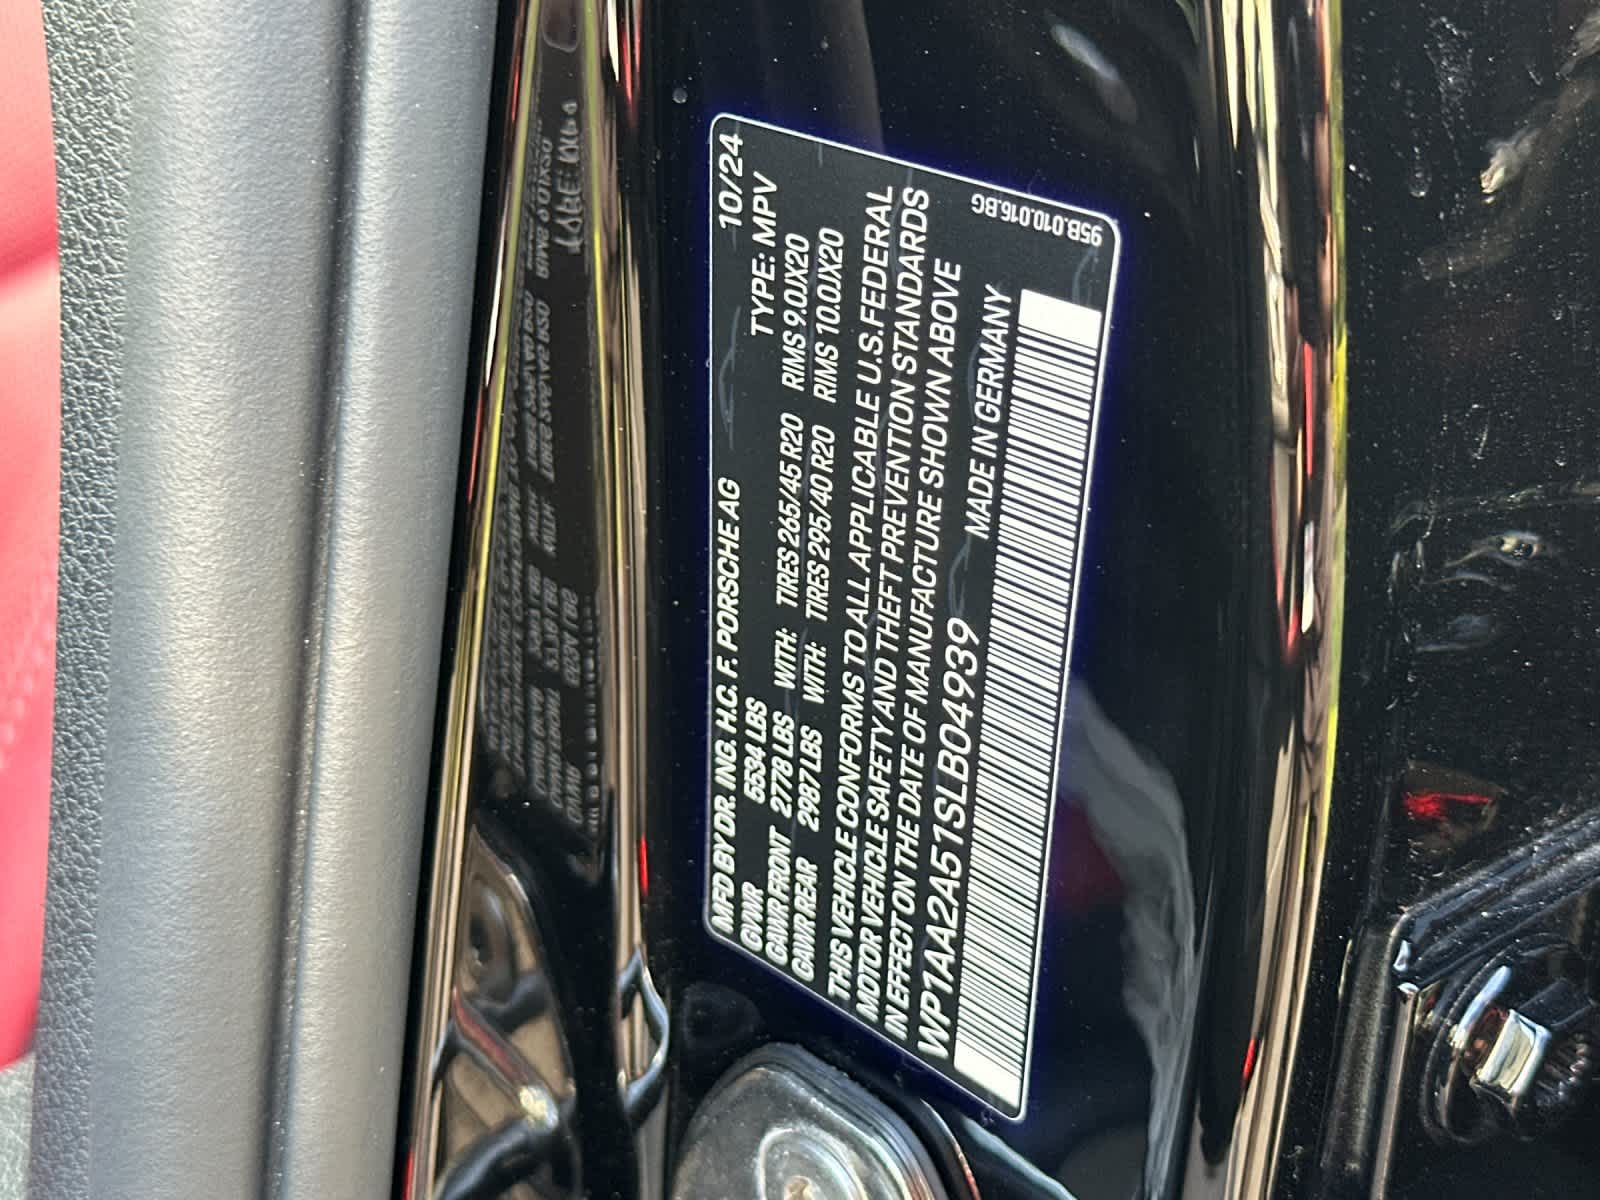 MFD BY DR. ING. H.C. F. PORSCHE AG 10/24
GVWR 5534 LBS TYPE: MPV
GAWR FRONT 2778 LBS WITH: TIRES 265/45 R20 RIMS 9.0JX20
GAWR REAR 2987 LBS WITH: TIRES 295/40 R20 RIMS 10.0JX20
THIS VEHICLE CONFORMS TO ALL APPLICABLE U.S. FEDERAL
MOTOR VEHICLE SAFETY AND THEFT PREVENTION STANDARDS
IN EFFECT ON THE DATE OF MANUFACTURE SHOWN ABOVE
WP1AA2A51SLB04939 MADE IN GERMANY
95B.010.016.BG